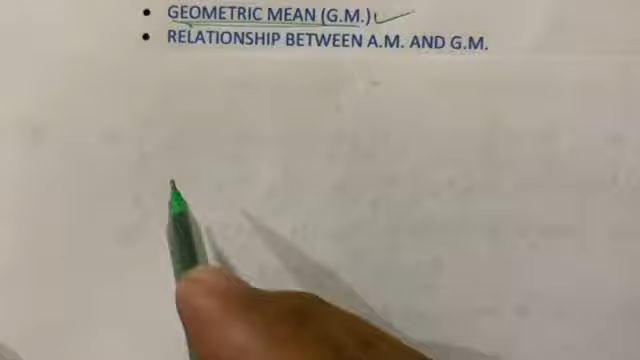 • GEOMETRIC MEAN (G.M.)
• RELATIONSHIP BETWEEN A.M. AND G.M.